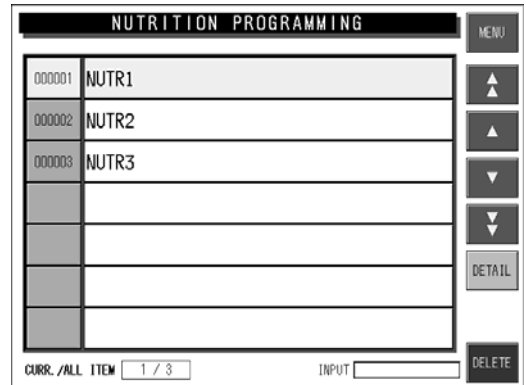 NUTRITION PROGRAMMING
MENU
000001 NUTR1
000002 NUTR2
000003 NUTR3
DETAIL
CURR./ALL ITEM 1 / 3 INPUT
DELETE